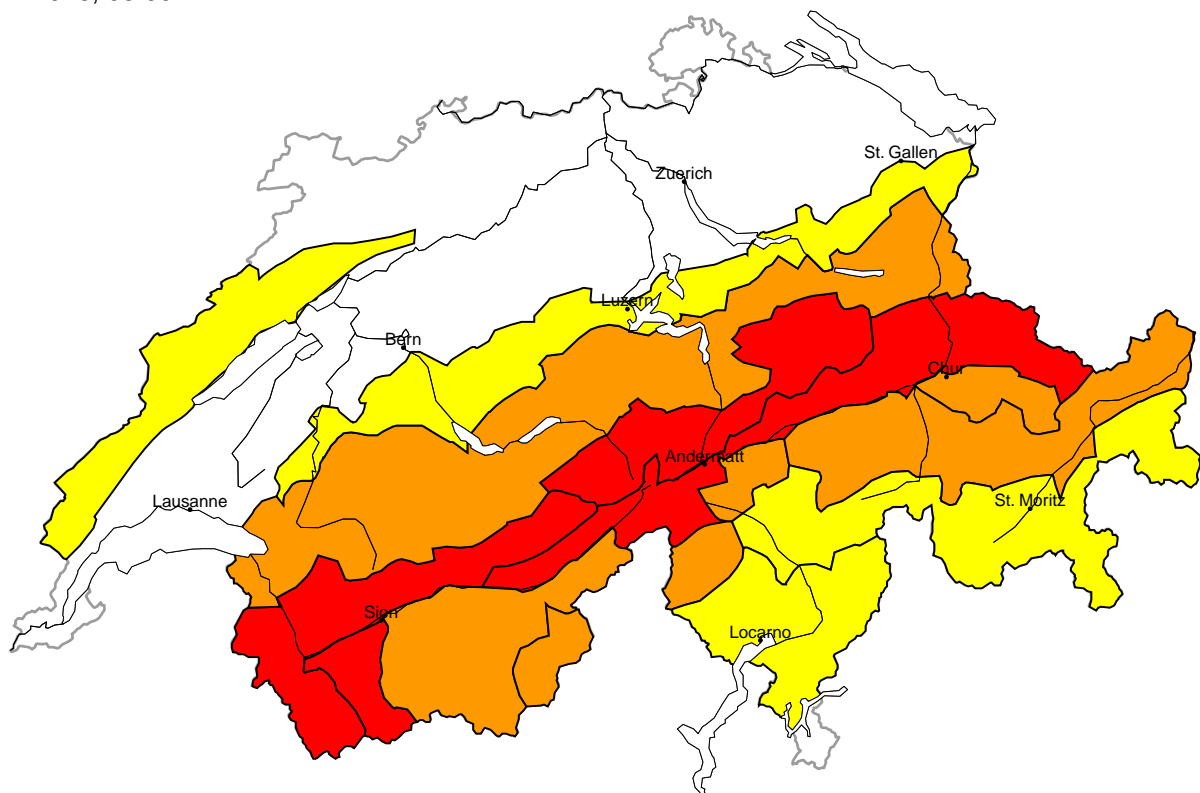 St. Gallen
Zuerich
Luzern
Bern
Chur
Andermatt
Lausanne
St. Moritz
Sion
Locarno